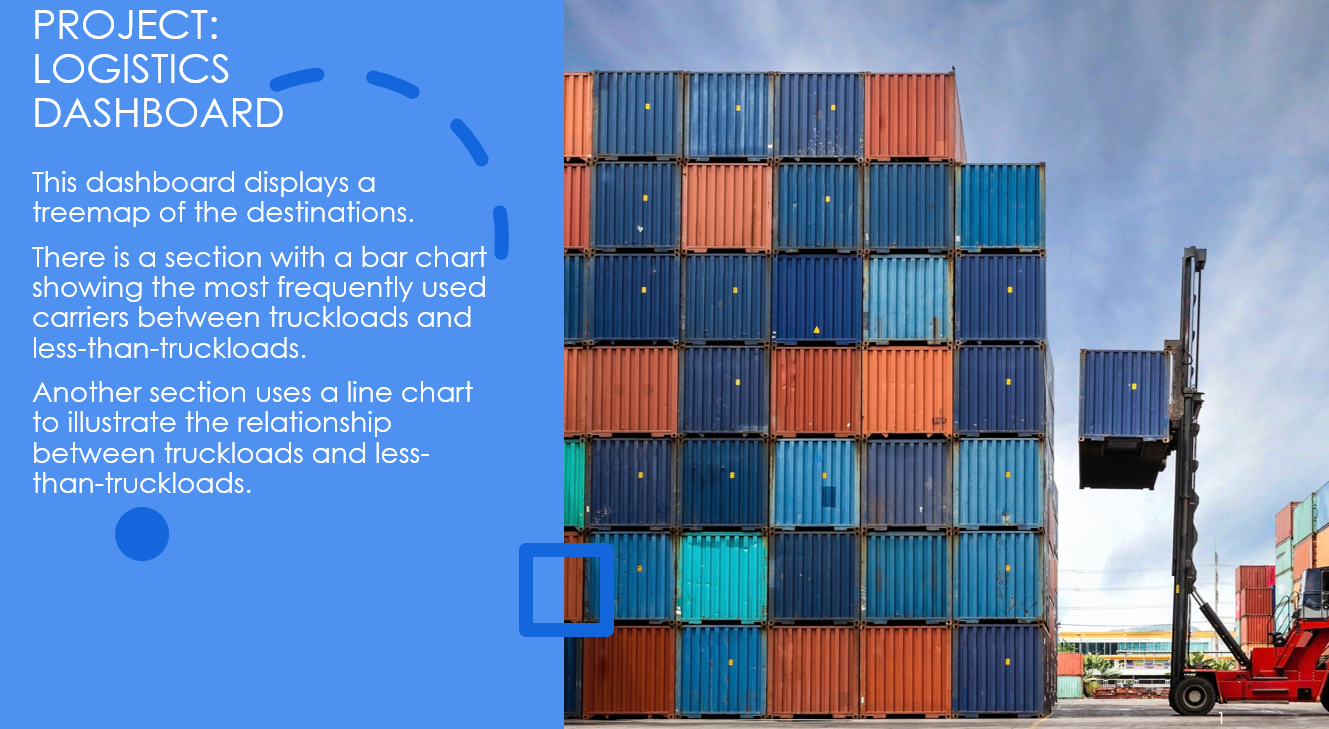 PROJECT:
LOGISTICS
DASHBOARD
This dashboard displays a
treemap of the destinations.
There is a section with a bar chart
showing the most frequently used
carriers between truckloads and
less-than-truckloads.
Another section uses a line chart
to illustrate the relationship
between truckloads and less-
than-truckloads.
1